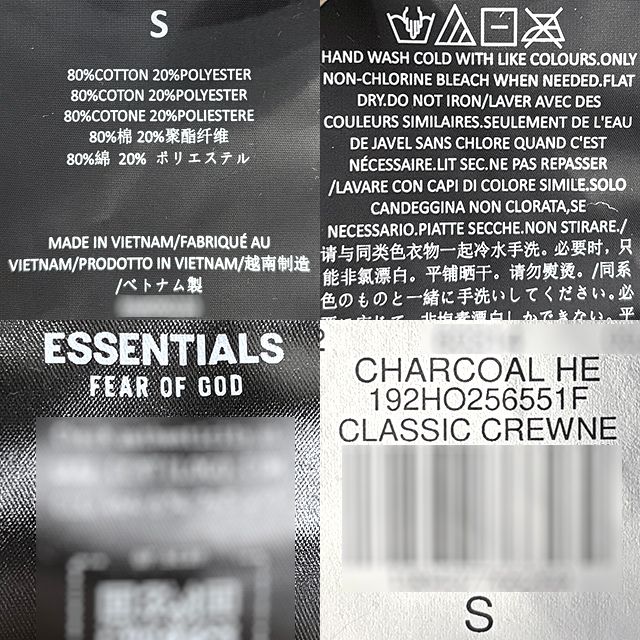 S
80%COTTON 20%POLYESTER
80%COTON 20%POLYESTER
80%COTONE 20%POLIESTERE
80%棉 20%聚酯纤维
80%綿 20% ポリエステル
MADE IN VIETNAM/FABRIQUÉ AU
VIETNAM/PRODOTTO IN VIETNAM/越南制造
/ベトナム製
HAND WASH COLD WITH LIKE COLOURS.ONLY
NON-CHLORINE BLEACH WHEN NEEDED.FLAT
DRY.DO NOT IRON/LAVER AVEC DES
COULEURS SIMILAIRES.SEULEMENT DE L'EAU
DE JAVEL SANS CHLORE QUAND C'EST
NÉCESSAIRE.LIT SEC.NE PAS REPASSER
/LAVARE CON CAPI DI COLORE SIMILE.SOLO
CANDEGGINA NON CLORATA,SE
NECESSARIO.PIATTE SECCHE.NON STIRARE./
请与同类色衣物一起冷水手洗。必要时，只
能非氯漂白。平铺晒干。请勿熨烫。/同系
色のものと一緒に手洗いしてください。必
ESSENTIALS
FEAR OF GOD
CHARCOAL HE
192HO256551F
CLASSIC CREWNE
S